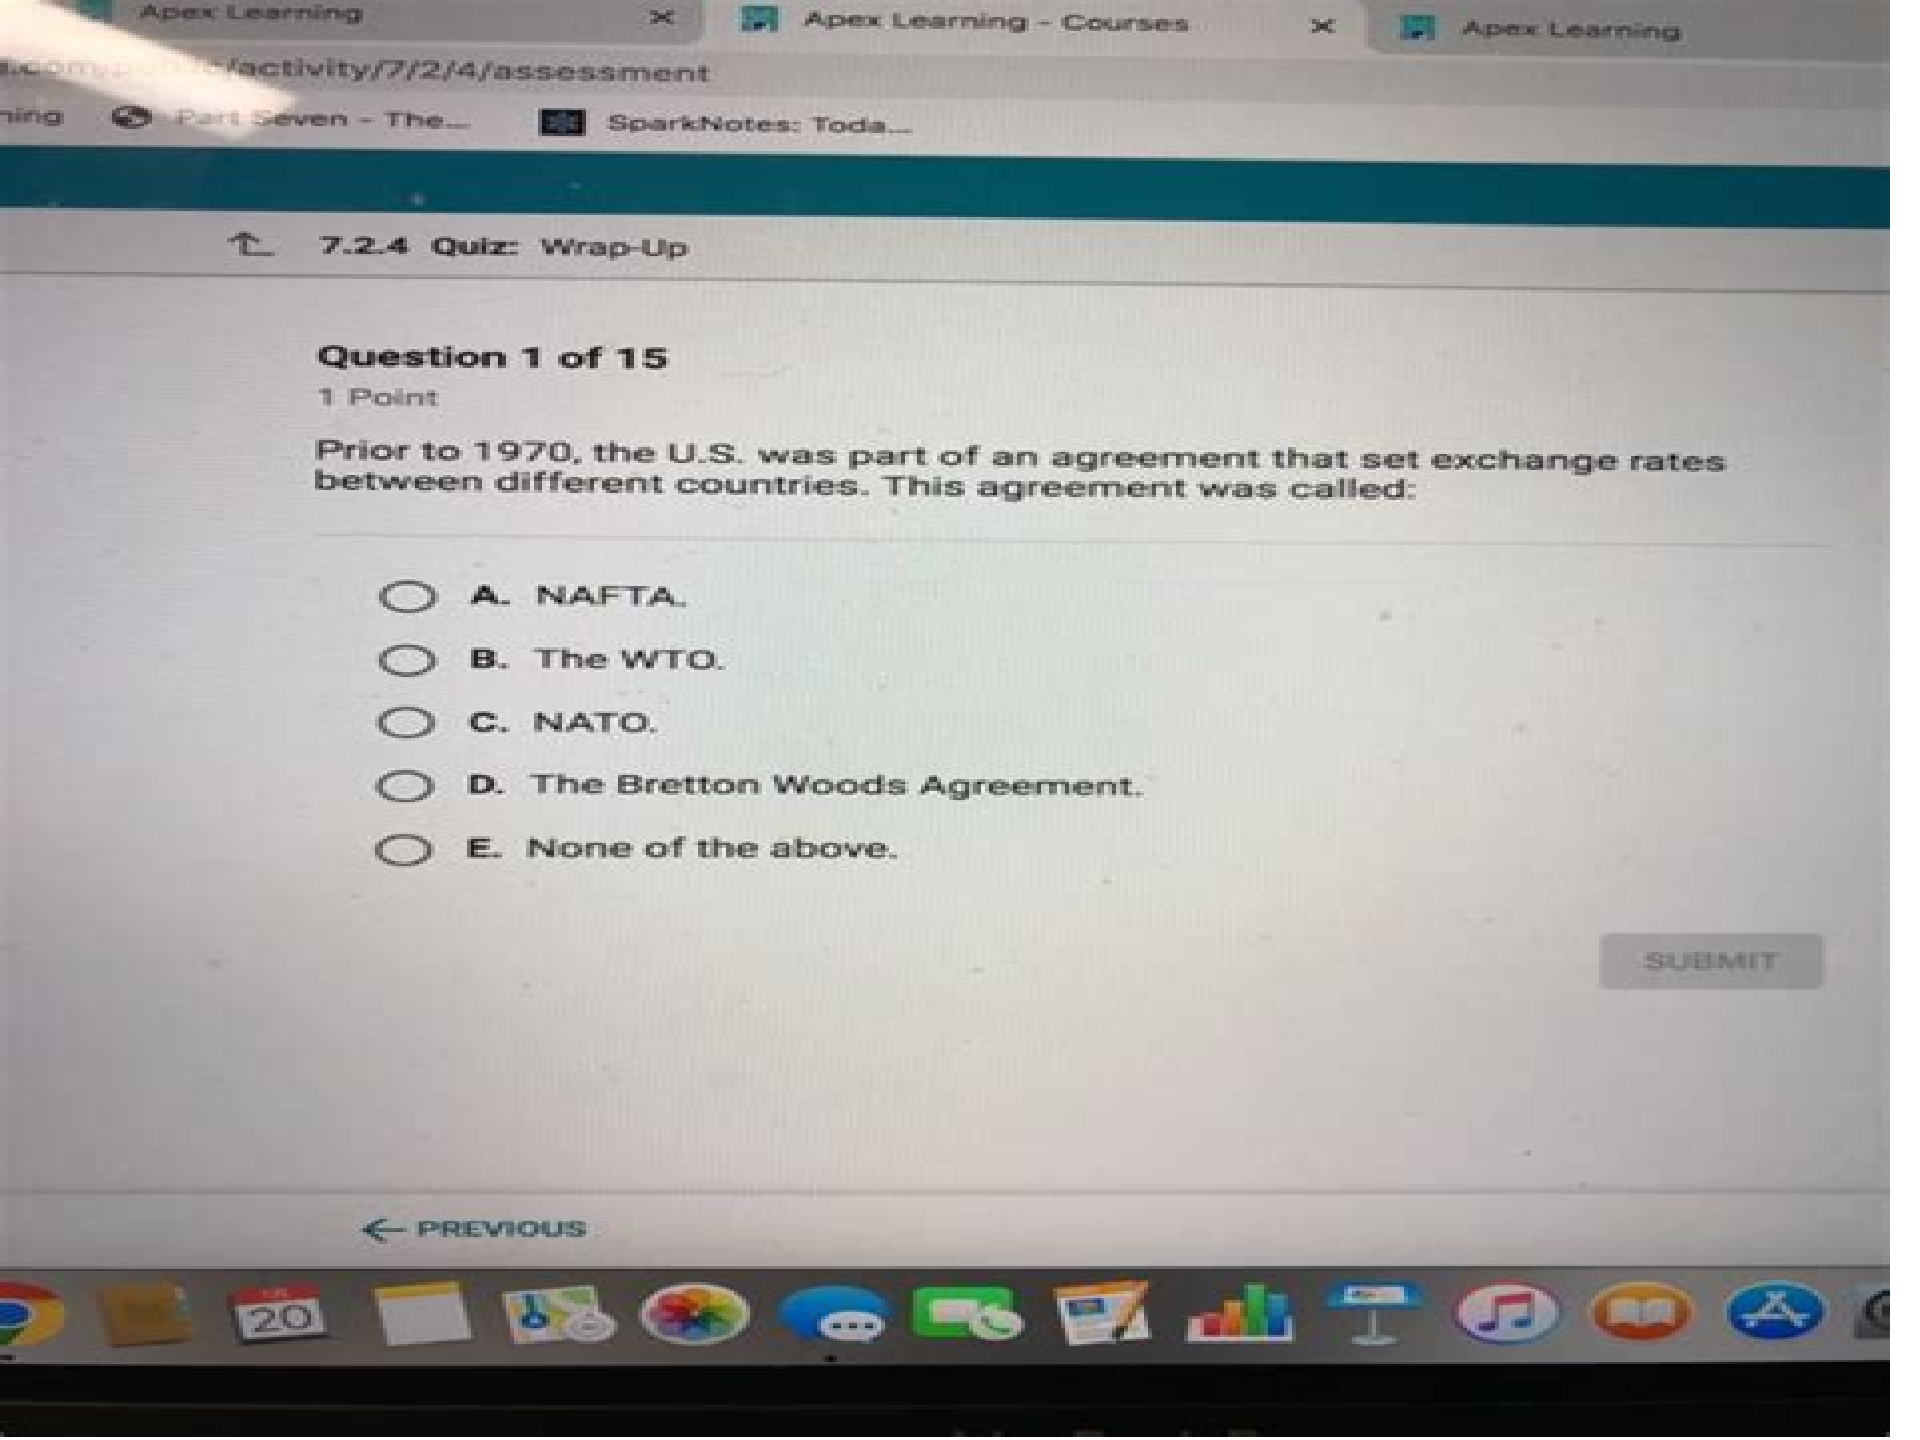 Apex Learning
Apex Learning - Courses
Apex Learning
/activity/7/2/4/assessment
Part Seven - The...
SparkNotes: Toda...
7.2.4 Quiz: Wrap-Up
Question 1 of 15
1 Point
Prior to 1970, the U.S. was part of an agreement that set exchange rates
between different countries. This agreement was called:
A. NAFTA.
B. The WTO.
C. NATO.
D. The Bretton Woods Agreement.
E. None of the above.
SUBMIT
← PREVIOUS
20